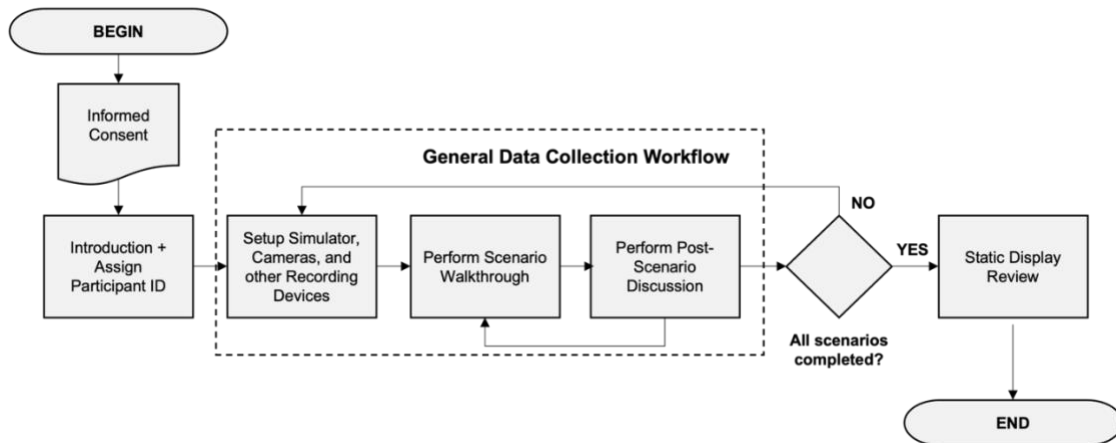 BEGIN
Informed
Consent
General Data Collection Workflow
NO
Introduction +
Assign
Participant ID
Setup Simulator,
Cameras, and
other Recording
Devices
Perform Scenario
Walkthrough
Perform Post-
Scenario
Discussion
YES
Static Display
Review
All scenarios
completed?
END